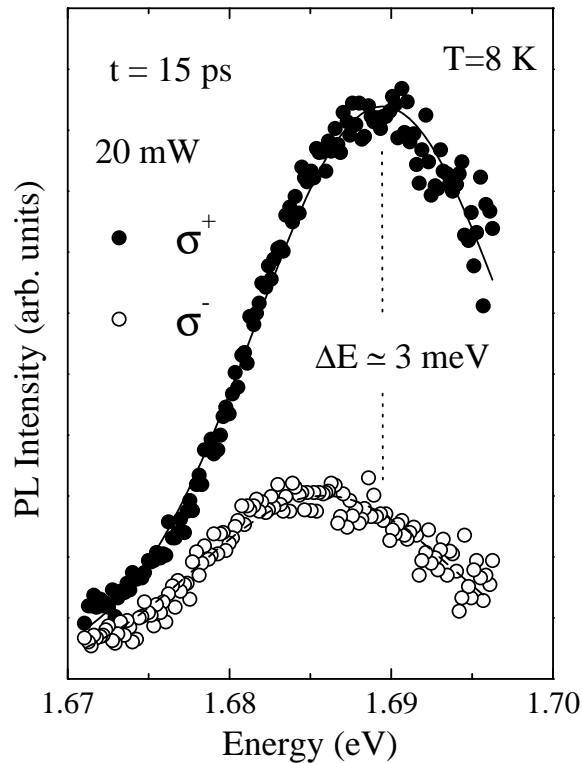 t = 15 ps
T=8 K
20 mW
σ+
σ-
ΔE ≃ 3 meV
PL Intensity (arb. units)
1.67 1.68 1.69 1.70
Energy (eV)